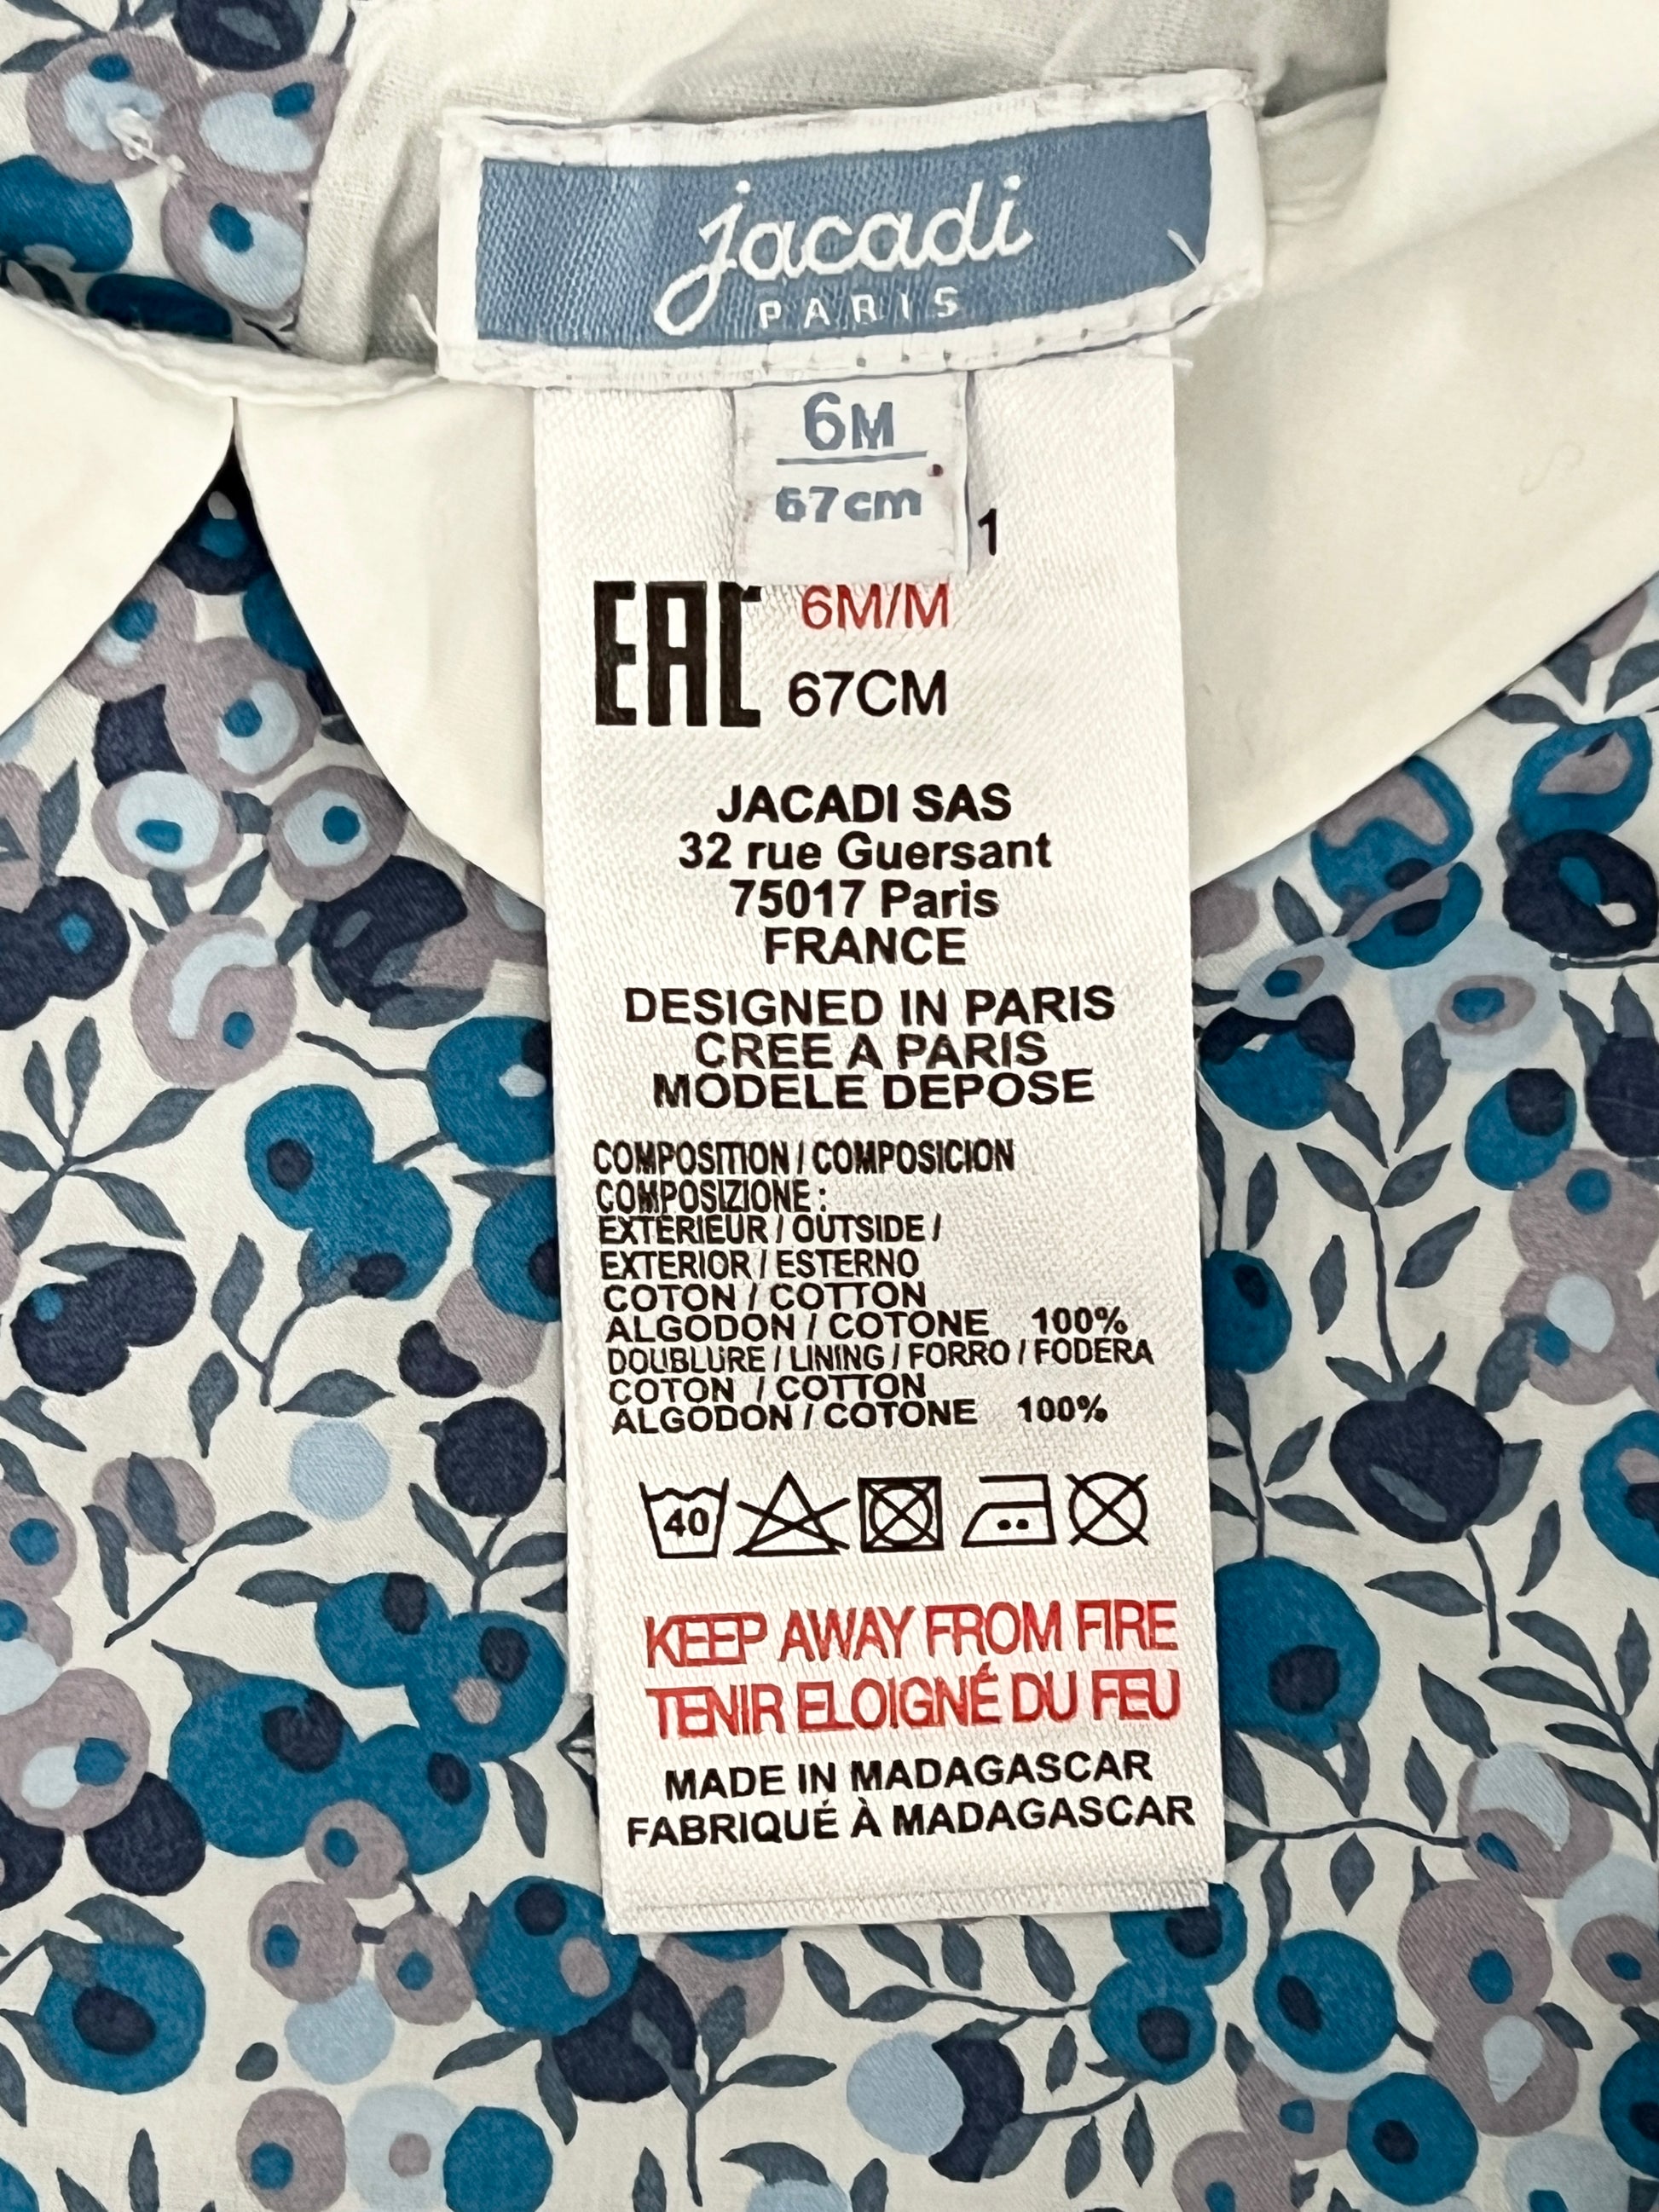 jacadi
PARIS
6M
67cm
1
EAC 6M/M
67CM
JACADI SAS
32 rue Guersant
75017 Paris
FRANCE
DESIGNED IN PARIS
CREE A PARIS
MODELE DEPOSE
COMPOSITION / COMPOSICION
COMPOSIZIONE :
EXTERIEUR / OUTSIDE /
EXTERIOR / ESTERNO
COTON / COTTON
ALGODON / COTONE 100%
DOUBLURE / LINING / FORRO / FODERA
COTON / COTTON
ALGODON / COTONE 100%
40
KEEP AWAY FROM FIRE
TENIR ELOIGNÉ DU FEU
MADE IN MADAGASCAR
FABRIQUÉ À MADAGASCAR